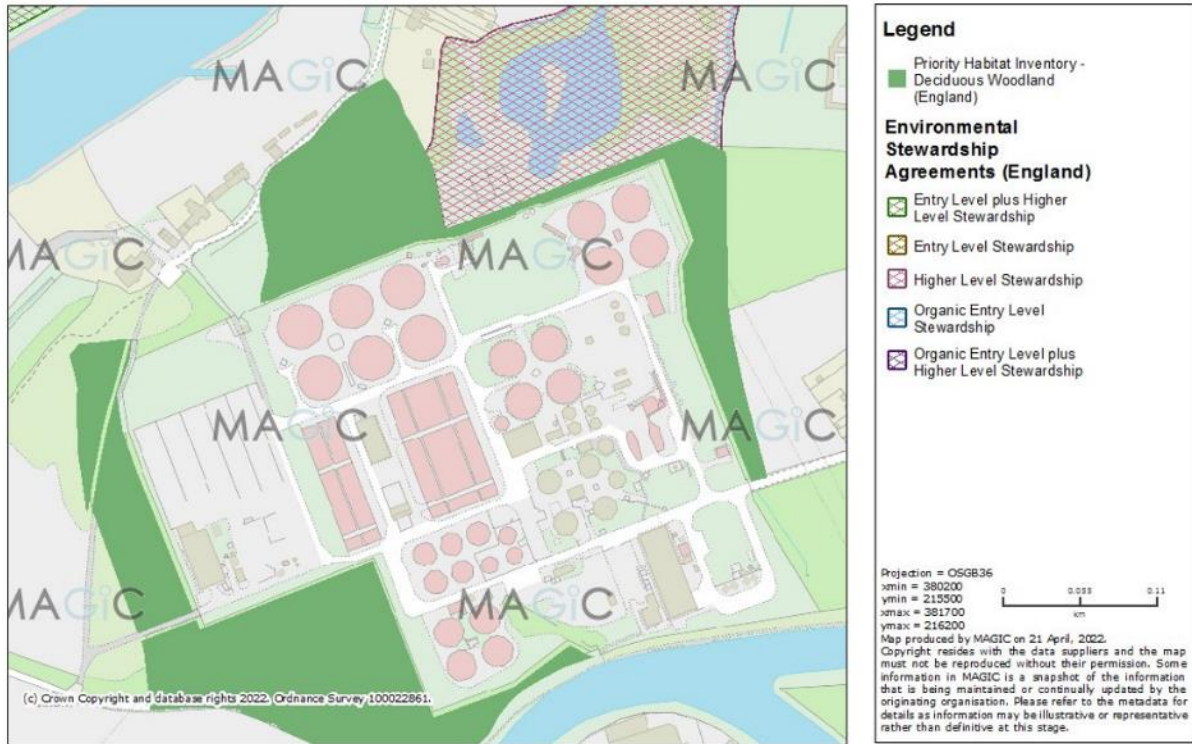 MAGiC MAGiC
MAGiC MAGiC MAGiC
MAGiC MAGiC
MAGiC MAGiC
(c) Crown Copyright and database rights 2022. Ordnance Survey 100022861.
Legend
Priority Habitat Inventory -
Deciduous Woodland
(England)
Environmental
Stewardship
Agreements (England)
Entry Level plus Higher
Level Stewardship
Entry Level Stewardship
Higher Level Stewardship
Organic Entry Level
Stewardship
Organic Entry Level plus
Higher Level Stewardship
Projection = OSGB36
xmin = 380200
ymin = 215500
xmax = 381700
ymax = 216200
0 0.055 0.11
km
Map produced by MAGIC on 21 April, 2022.
Copyright resides with the data suppliers and the map
must not be reproduced without their permission. Some
information in MAGIC is a snapshot of the information
that is being maintained or continually updated by the
originating organisation. Please refer to the metadata for
details as information may be illustrative or representative
rather than definitive at this stage.